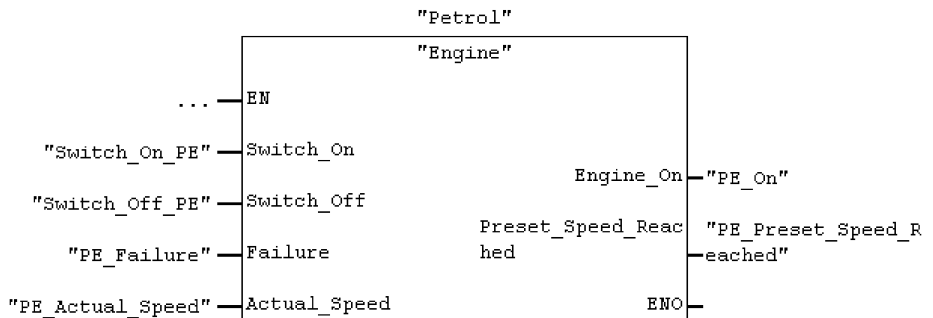 "Petrol"
"Engine"
... EN
"Switch_On_PE" Switch_On
Engine_On "PE_On"
"Switch_Off_PE" Switch_Off
Preset_Speed_Reac "PE_Preset_Speed_R
"PE_Failure" Failure hed eached"
"PE_Actual_Speed" Actual_Speed ENO